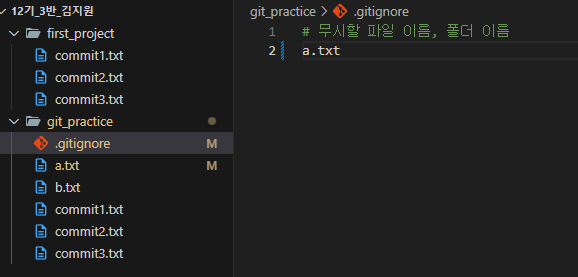 12기_3반_김지원
first_project
commit1.txt
commit2.txt
commit3.txt
git_practice
.gitignore M
a.txt M
b.txt
commit1.txt
commit2.txt
commit3.txt
git_practice > .gitignore
1 # 무시할 파일 이름, 폴더 이름
2 a.txt